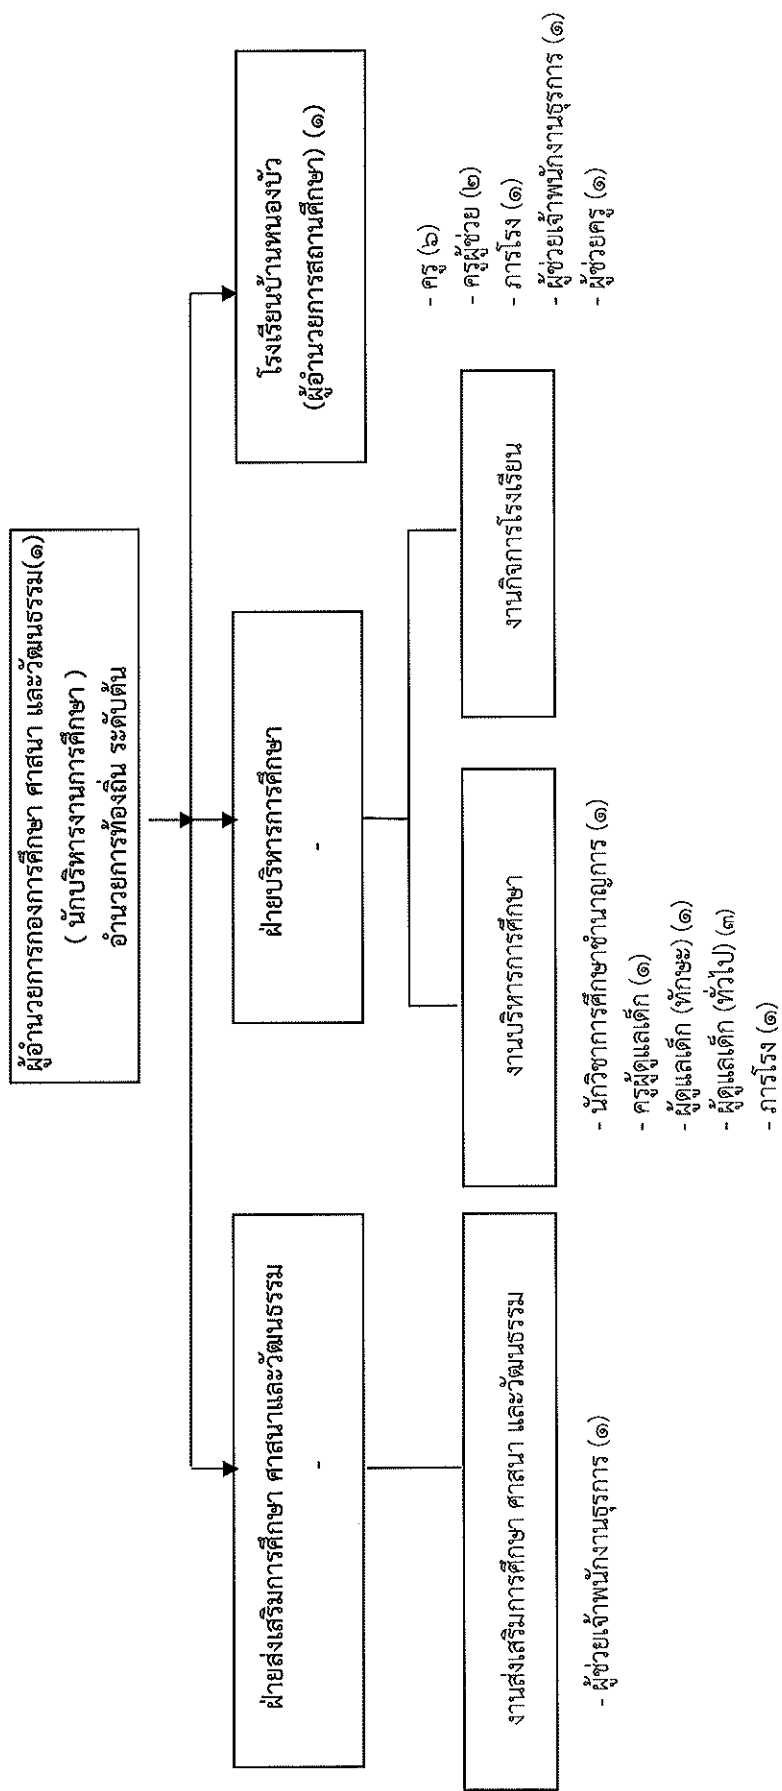 ผู้อำนวยการกองการศึกษา ศาสนา และวัฒนธรรม(๑)
( นักบริหารงานการศึกษา )
อำนวยการท้องถิ่น ระดับต้น
ฝ่ายส่งเสริมการศึกษา ศาสนาและวัฒนธรรม
-
ฝ่ายบริหารการศึกษา
-
โรงเรียนบ้านหนองบัว
(ผู้อำนวยการสถานศึกษา) (๑)
งานส่งเสริมการศึกษา ศาสนา และวัฒนธรรม
- ผู้ช่วยเจ้าพนักงานธุรการ (๑)
งานบริหารการศึกษา
- นักวิชาการศึกษาชำนาญการ (๑)
- ครูผู้ดูแลเด็ก (๑)
- ผู้ดูแลเด็ก (ทักษะ) (๑)
- ผู้ดูแลเด็ก (ทั่วไป) (๓)
- ภารโรง (๑)
งานกิจการโรงเรียน
- ครู (๖)
- ครูผู้ช่วย (๒)
- ภารโรง (๑)
- ผู้ช่วยเจ้าพนักงานธุรการ (๑)
- ผู้ช่วยครู (๑)